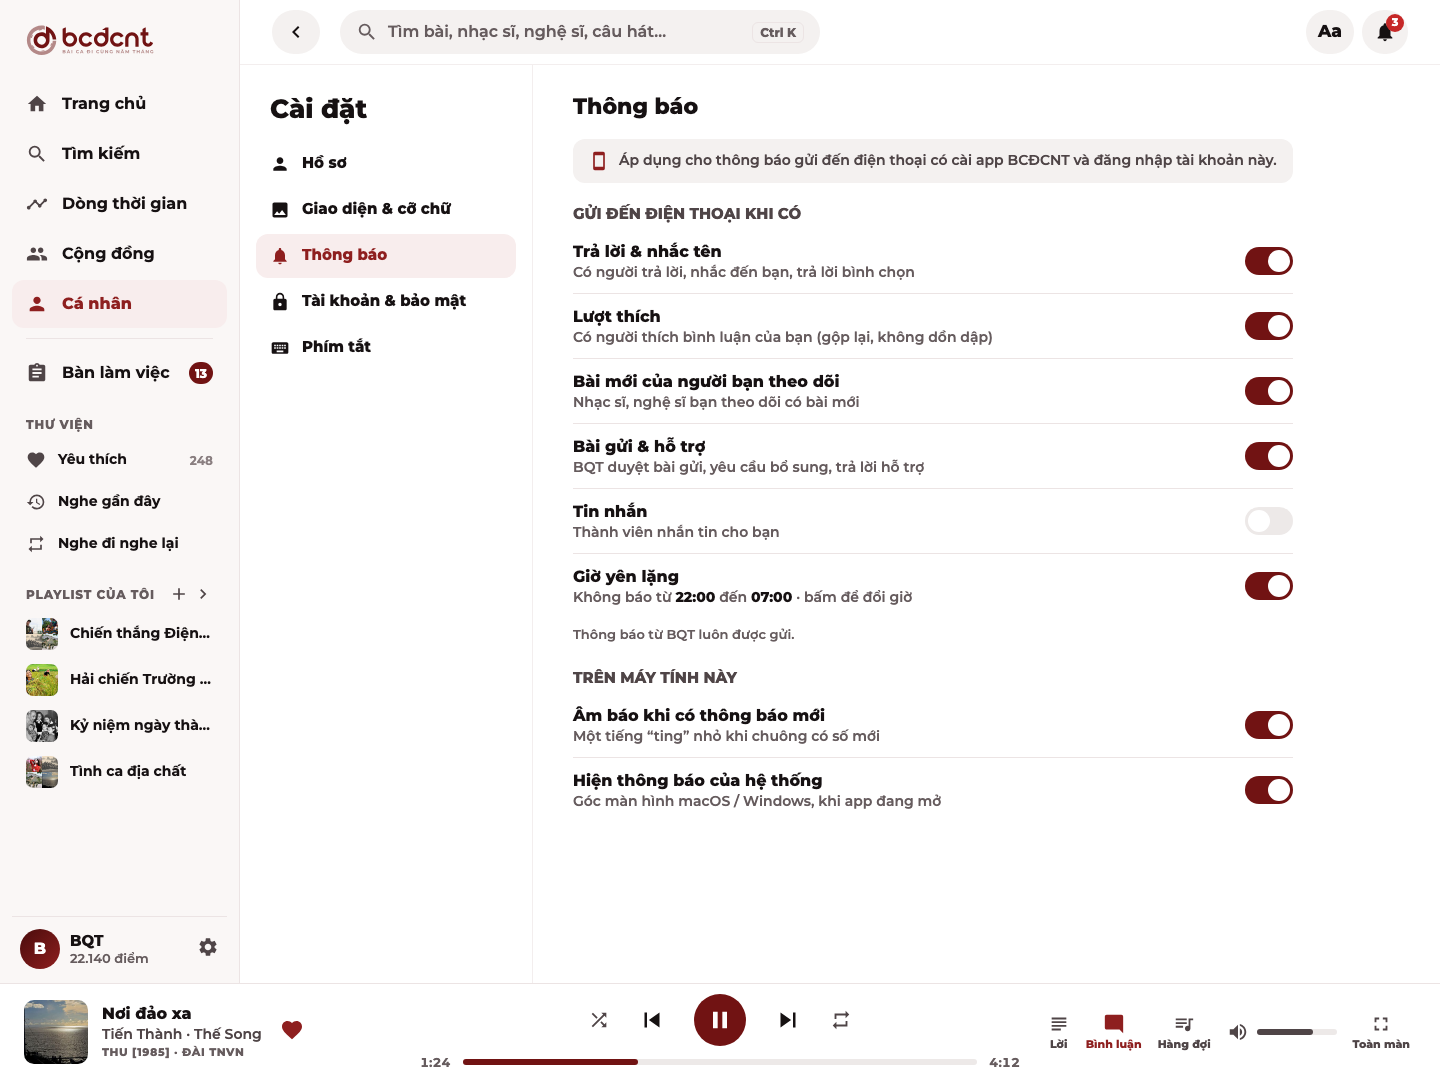 bcdcnt
BÀI CA ĐI CÙNG NĂM THÁNG
Trang chủ
Tìm kiếm
Dòng thời gian
Cộng đồng
Cá nhân
Bàn làm việc
13
THƯ VIỆN
Yêu thích
248
Nghe gần đây
Nghe đi nghe lại
PLAYLIST CỦA TÔI
Chiến thắng Điện...
Hải chiến Trường ...
Kỷ niệm ngày thà...
Tình ca địa chất
B
BQT
22.140 điểm
Tìm bài, nhạc sĩ, nghệ sĩ, câu hát...
Ctrl K
Aa
3
Cài đặt
Hồ sơ
Giao diện & cỡ chữ
Thông báo
Tài khoản & bảo mật
Phím tắt
Thông báo
Áp dụng cho thông báo gửi đến điện thoại có cài app BCĐCNT và đăng nhập tài khoản này.
GỬI ĐẾN ĐIỆN THOẠI KHI CÓ
Trả lời & nhắc tên
Có người trả lời, nhắc đến bạn, trả lời bình chọn
Lượt thích
Có người thích bình luận của bạn (gộp lại, không dồn dập)
Bài mới của người bạn theo dõi
Nhạc sĩ, nghệ sĩ bạn theo dõi có bài mới
Bài gửi & hỗ trợ
BQT duyệt bài gửi, yêu cầu bổ sung, trả lời hỗ trợ
Tin nhắn
Thành viên nhắn tin cho bạn
Giờ yên lặng
Không báo từ 22:00 đến 07:00 · bấm để đổi giờ
Thông báo từ BQT luôn được gửi.
TRÊN MÁY TÍNH NÀY
Âm báo khi có thông báo mới
Một tiếng “ting” nhỏ khi chuông có số mới
Hiện thông báo của hệ thống
Góc màn hình macOS / Windows, khi app đang mở
Nơi đảo xa
Tiến Thành · Thế Song
THU [1985] · ĐÀI TNVN
1:24
4:12
Lời
Bình luận
Hàng đợi
Toàn màn